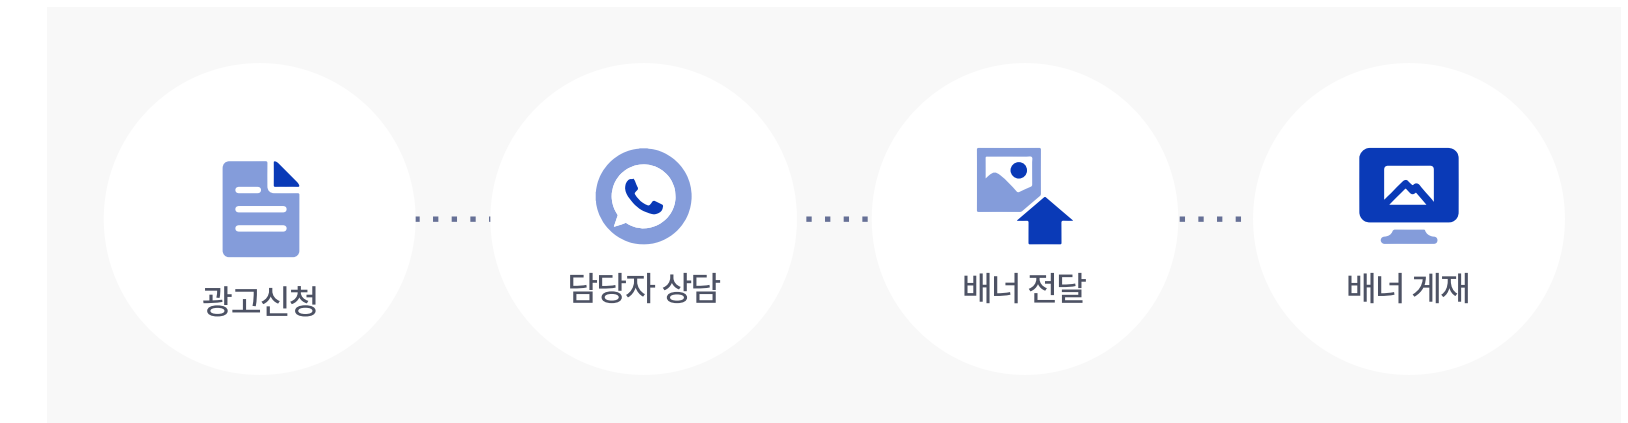 광고신청
담당자 상담
배너 전달
배너 게재